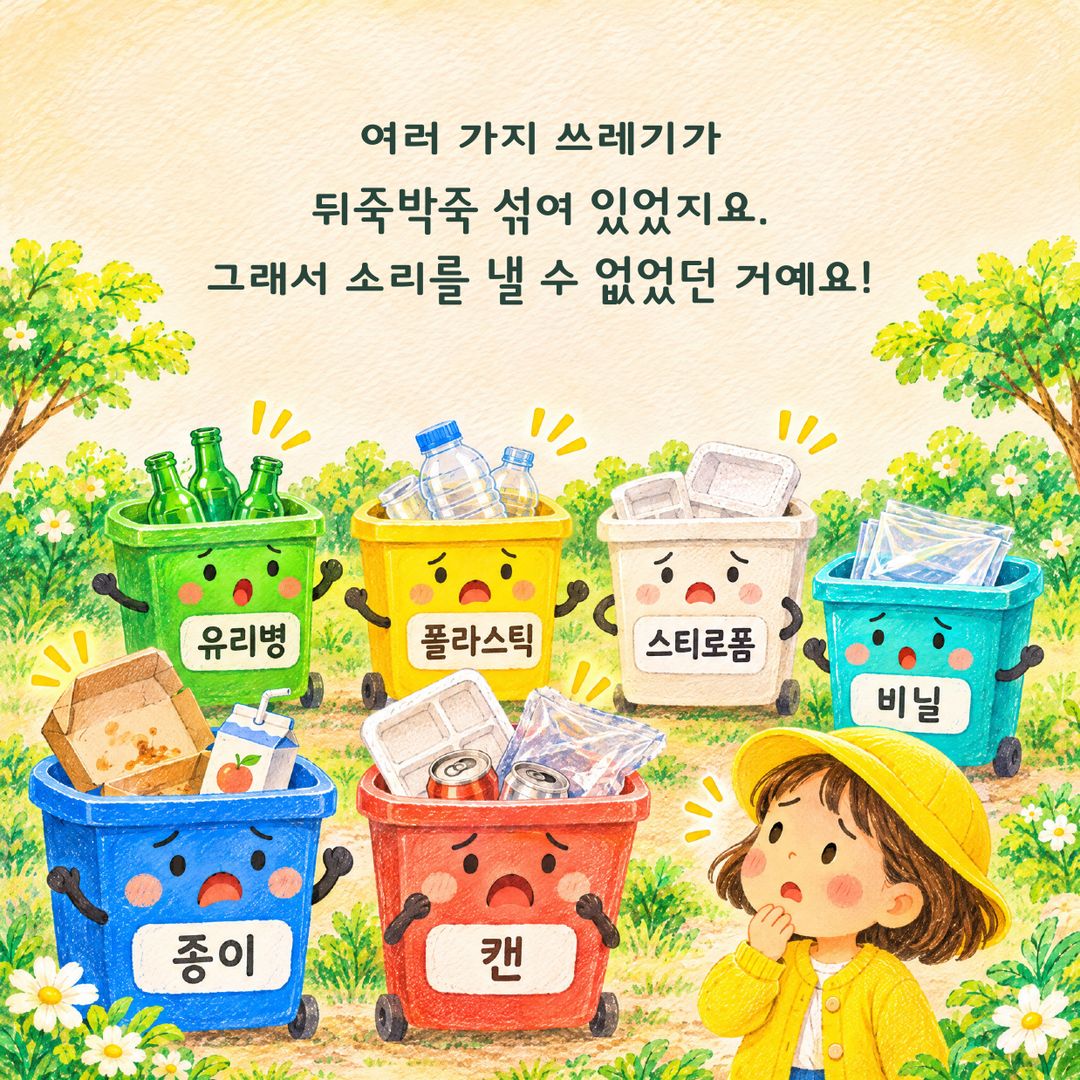 여러 가지 쓰레기가
뒤죽박죽 섞여 있었지요.
그래서 소리를 낼 수 없었던 거예요!
유리병
플라스틱
스티로폼
비닐
종이
캔